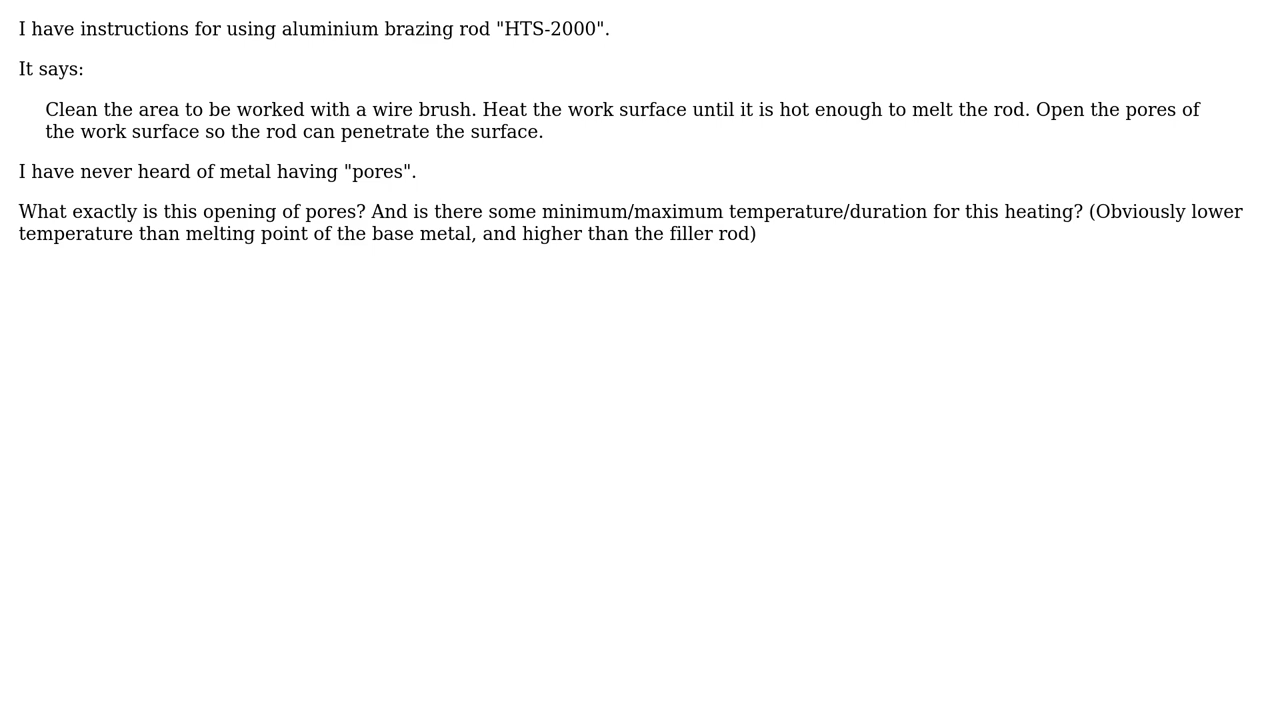 I have instructions for using aluminium brazing rod "HTS-2000".
It says:
Clean the area to be worked with a wire brush. Heat the work surface until it is hot enough to melt the rod. Open the pores of
the work surface so the rod can penetrate the surface.
I have never heard of metal having "pores".
What exactly is this opening of pores? And is there some minimum/maximum temperature/duration for this heating? (Obviously lower
temperature than melting point of the base metal, and higher than the filler rod)